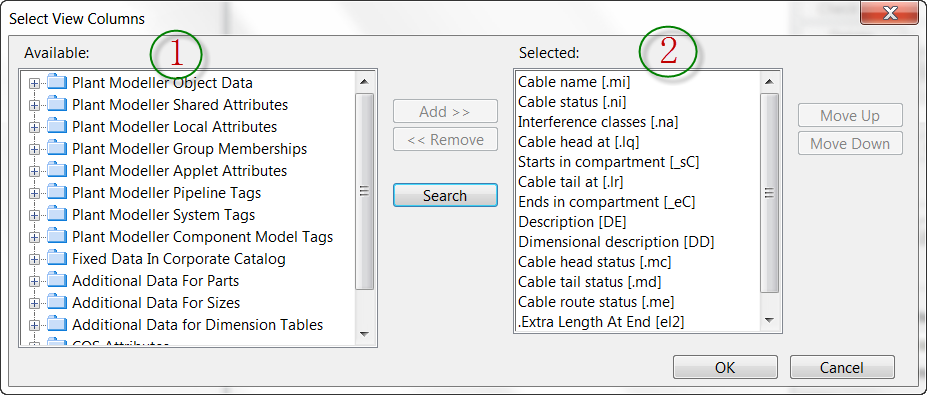 Select View Columns
Available:
1
Selected:
2
Plant Modeller Object Data
Plant Modeller Shared Attributes
Plant Modeller Local Attributes
Plant Modeller Group Memberships
Plant Modeller Applet Attributes
Plant Modeller Pipeline Tags
Plant Modeller System Tags
Plant Modeller Component Model Tags
Fixed Data In Corporate Catalog
Additional Data For Parts
Additional Data For Sizes
Additional Data for Dimension Tables
COS Attributes
Add >>
<< Remove
Search
Cable name [.mi]
Cable status [.ni]
Interference classes [.na]
Cable head at [.lq]
Starts in compartment [_sC]
Cable tail at [.lr]
Ends in compartment [_eC]
Description [DE]
Dimensional description [DD]
Cable head status [.mc]
Cable tail status [.md]
Cable route status [.me]
.Extra Length At End [el2]
Move Up
Move Down
OK
Cancel